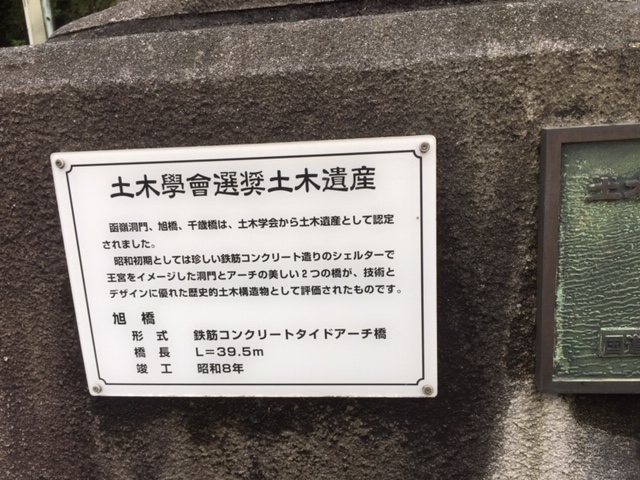 土木學會選奨土木遺産
函嶺洞門、旭橋、千歳橋は、土木学会から土木遺産として認定
されました。
昭和初期としては珍しい鉄筋コンクリート造りのシェルターで
王宮をイメージした洞門とアーチの美しい2つの橋が、技術と
デザインに優れた歴史的土木構造物として評価されたものです。
旭橋
形式 鉄筋コンクリートタイドアーチ橋
橋長 L=39.5m
竣工 昭和8年